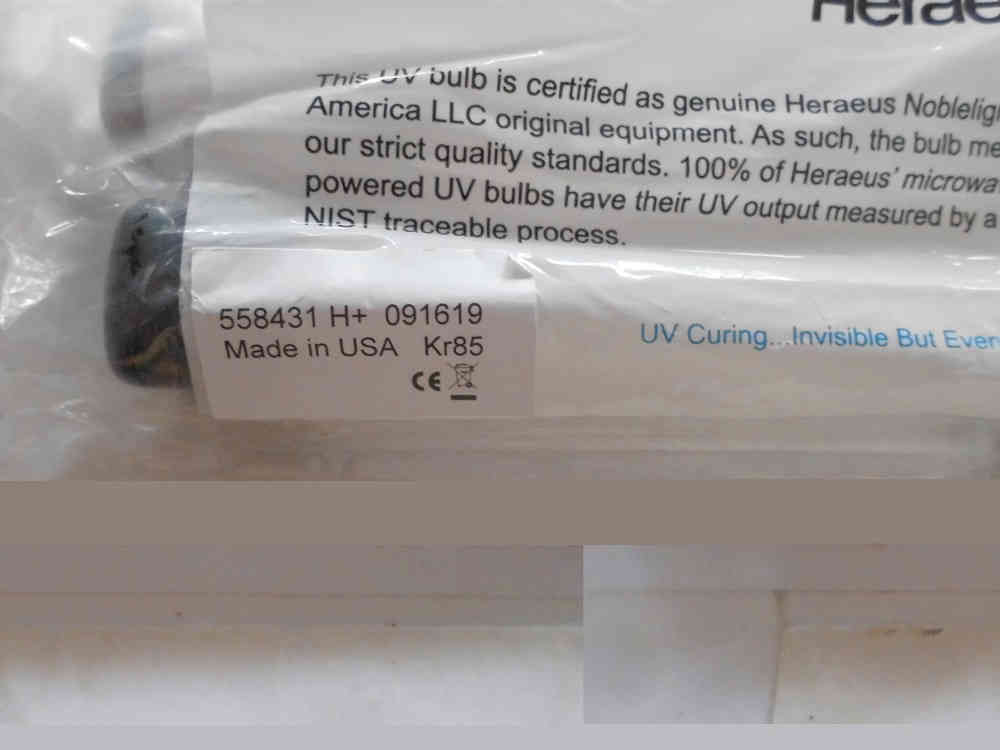 Herae
This UV bulb is certified as genuine Heraeus Noblelig
America LLC original equipment. As such, the bulb me
our strict quality standards. 100% of Heraeus' microwa
powered UV bulbs have their UV output measured by a
NIST traceable process.
558431 H+ 091619
Made in USA Kr85
CE
UV Curing...Invisible But Ever